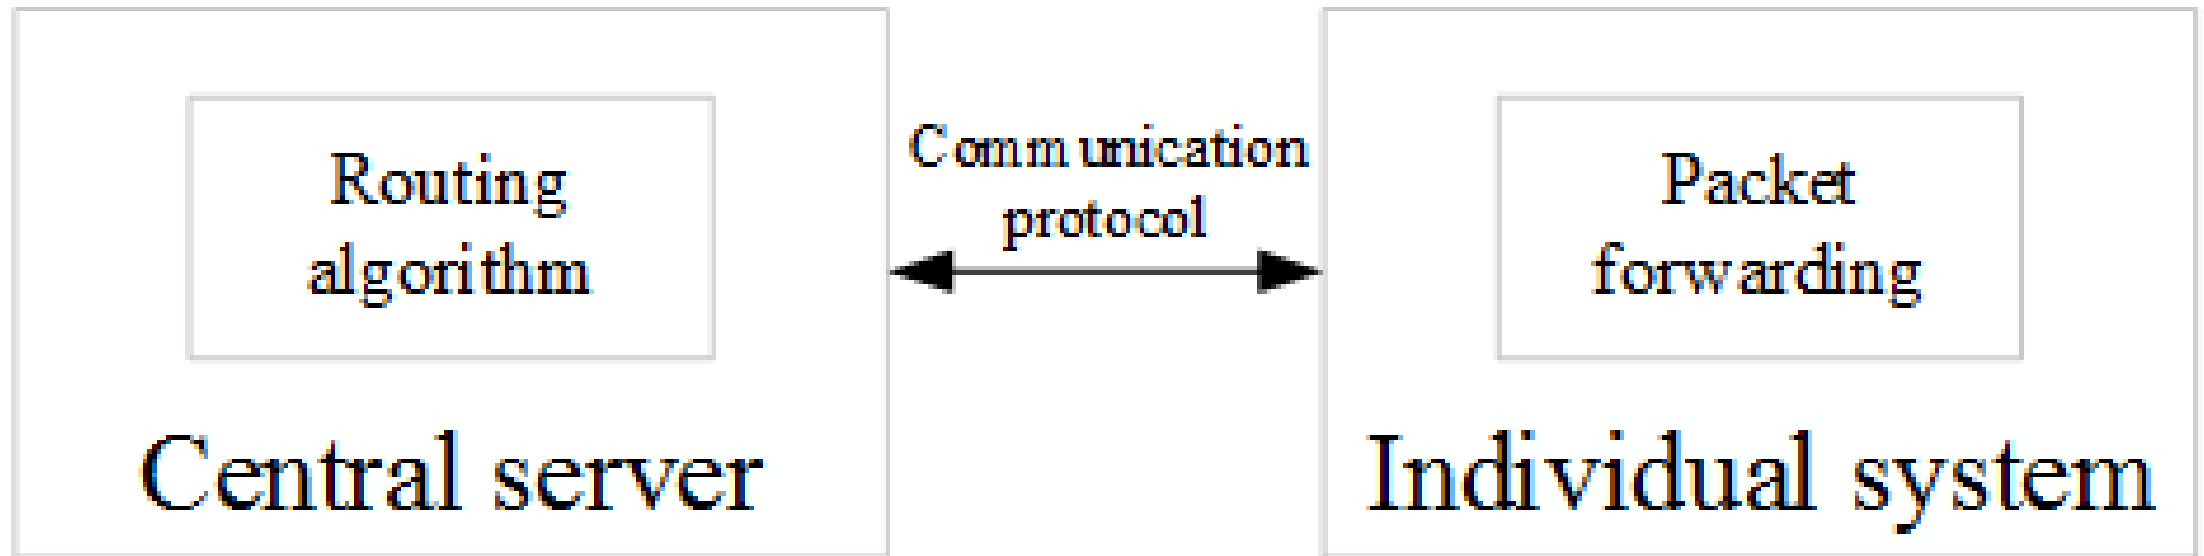 Routing
algorithm
Central server
Communication
protocol
Packet
forwarding
Individual system